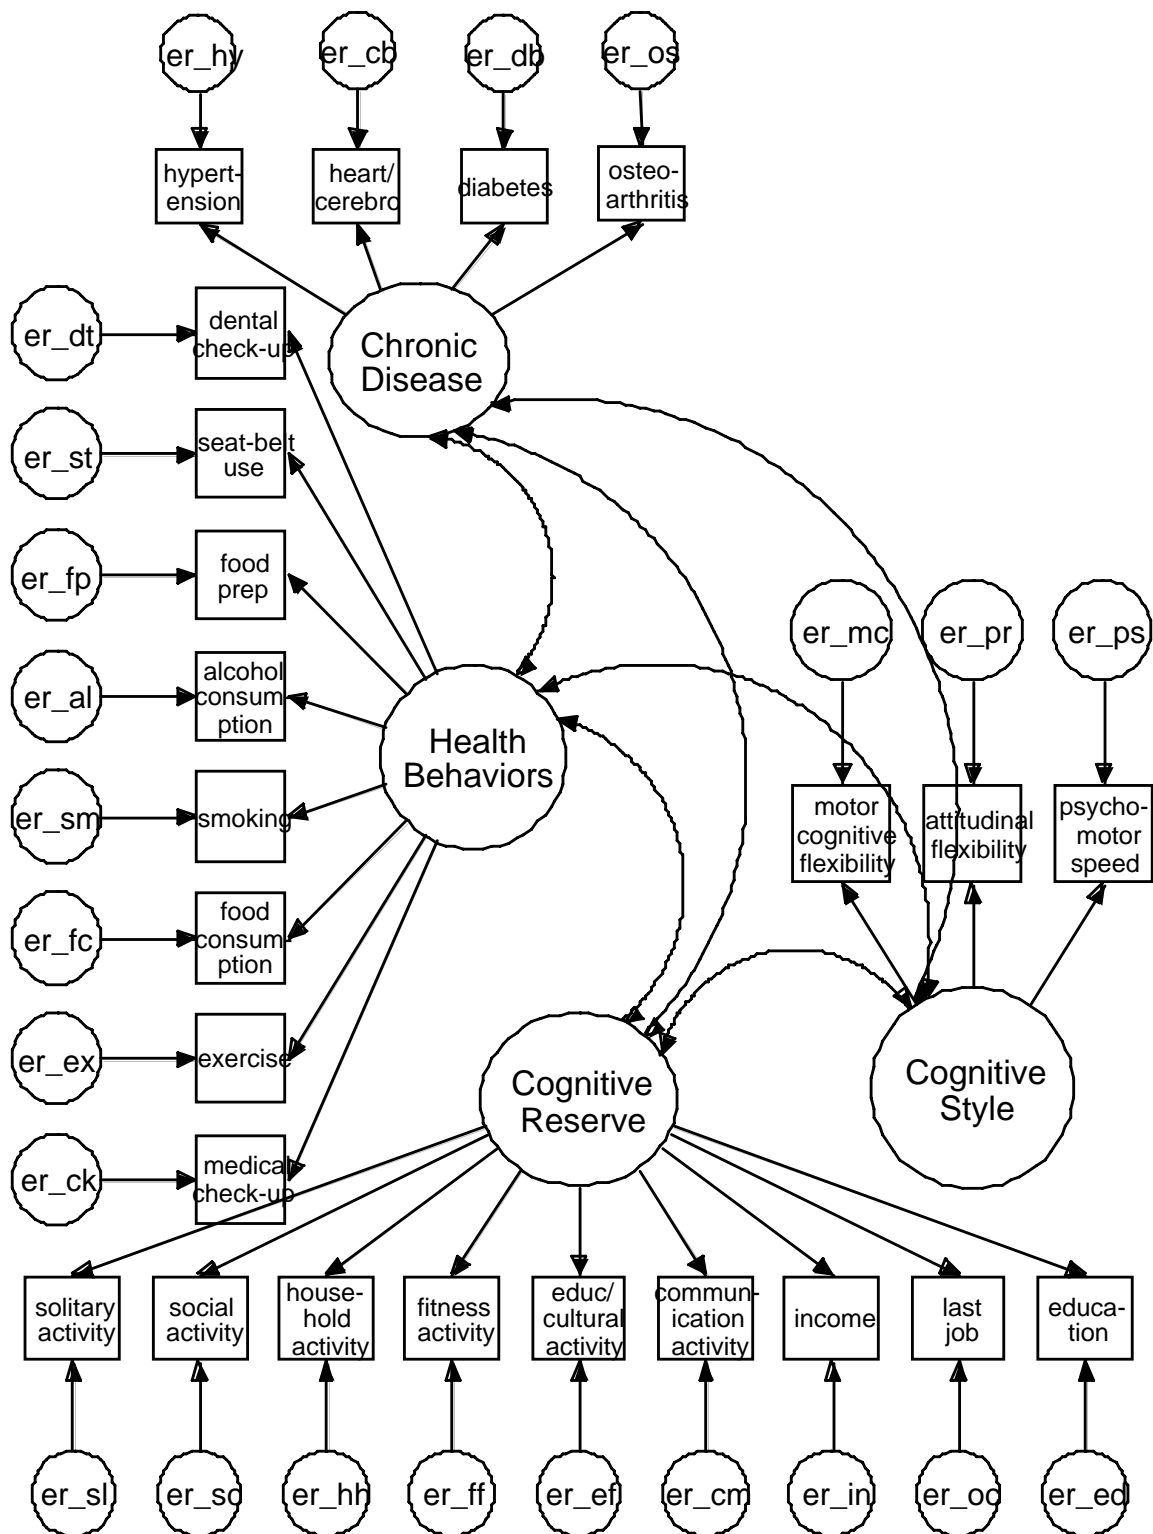 er_hy
er_cb
er_db
er_os
hypert-
ension
heart/
cerebro
diabetes
osteo-
arthritis
er_dt
dental
check-up
Chronic
Disease
er_st
seat-belt
use
er_fp
food
prep
er_mc
er_pr
er_ps
er_al
alcohol
consum-
ption
Health
Behaviors
er_sm
smoking
motor
cognitive
flexibility
attitudinal
flexibility
psycho-
motor
speed
er_fc
food
consum-
ption
er_ex
exercise
Cognitive
Reserve
Cognitive
Style
er_ck
medical
check-up
solitary
activity
social
activity
house-
hold
activity
fitness
activity
educ/
cultural
activity
commun-
ication
activity
income
last
job
educa-
tion
er_sl
er_so
er_hh
er_ff
er_ef
er_cm
er_in
er_oc
er_ed